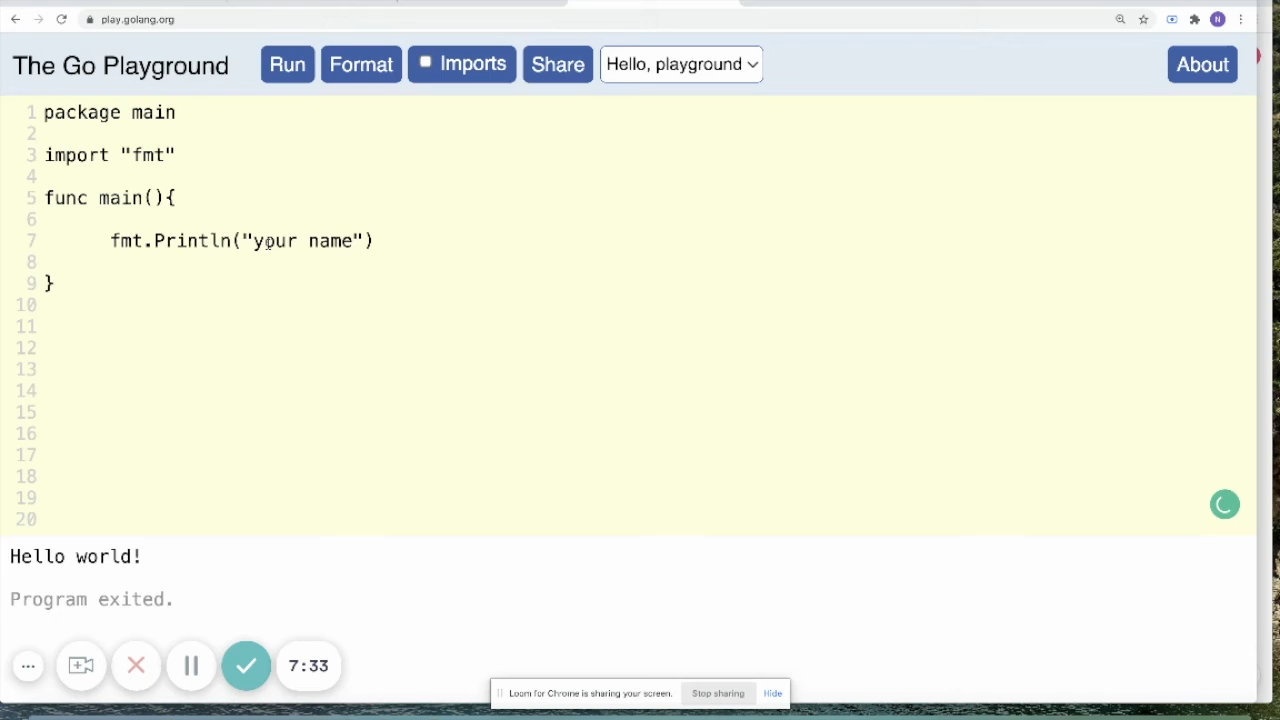 play.golang.org
N
The Go Playground
Run
Format
Imports
Share
Hello, playground
About
1 package main
2
3 import "fmt"
4
5 func main(){
6
7 fmt.Println("your name")
8
9 }
10
11
12
13
14
15
16
17
18
19
20
Hello world!
Program exited.
7:33
Loom for Chrome is sharing your screen.
Stop sharing
Hide